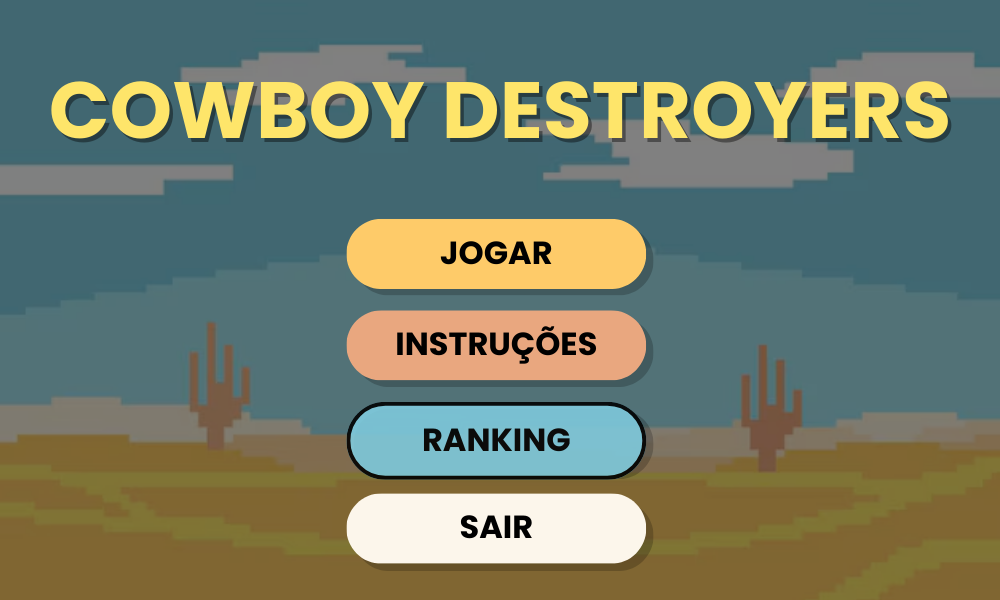 COWBOY DESTROYERS
JOGAR
INSTRUÇÕES
RANKING
SAIR